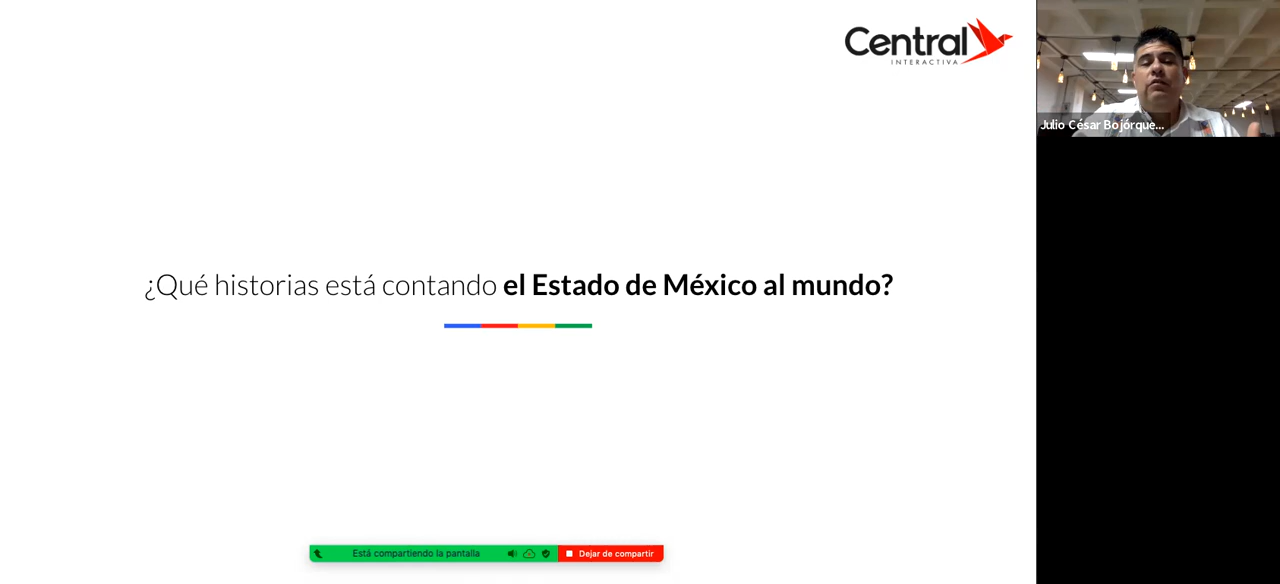 Central
INTERACTIVA
¿Qué historias está contando el Estado de México al mundo?
Julio César Bojórque...
Está compartiendo la pantalla
Dejar de compartir